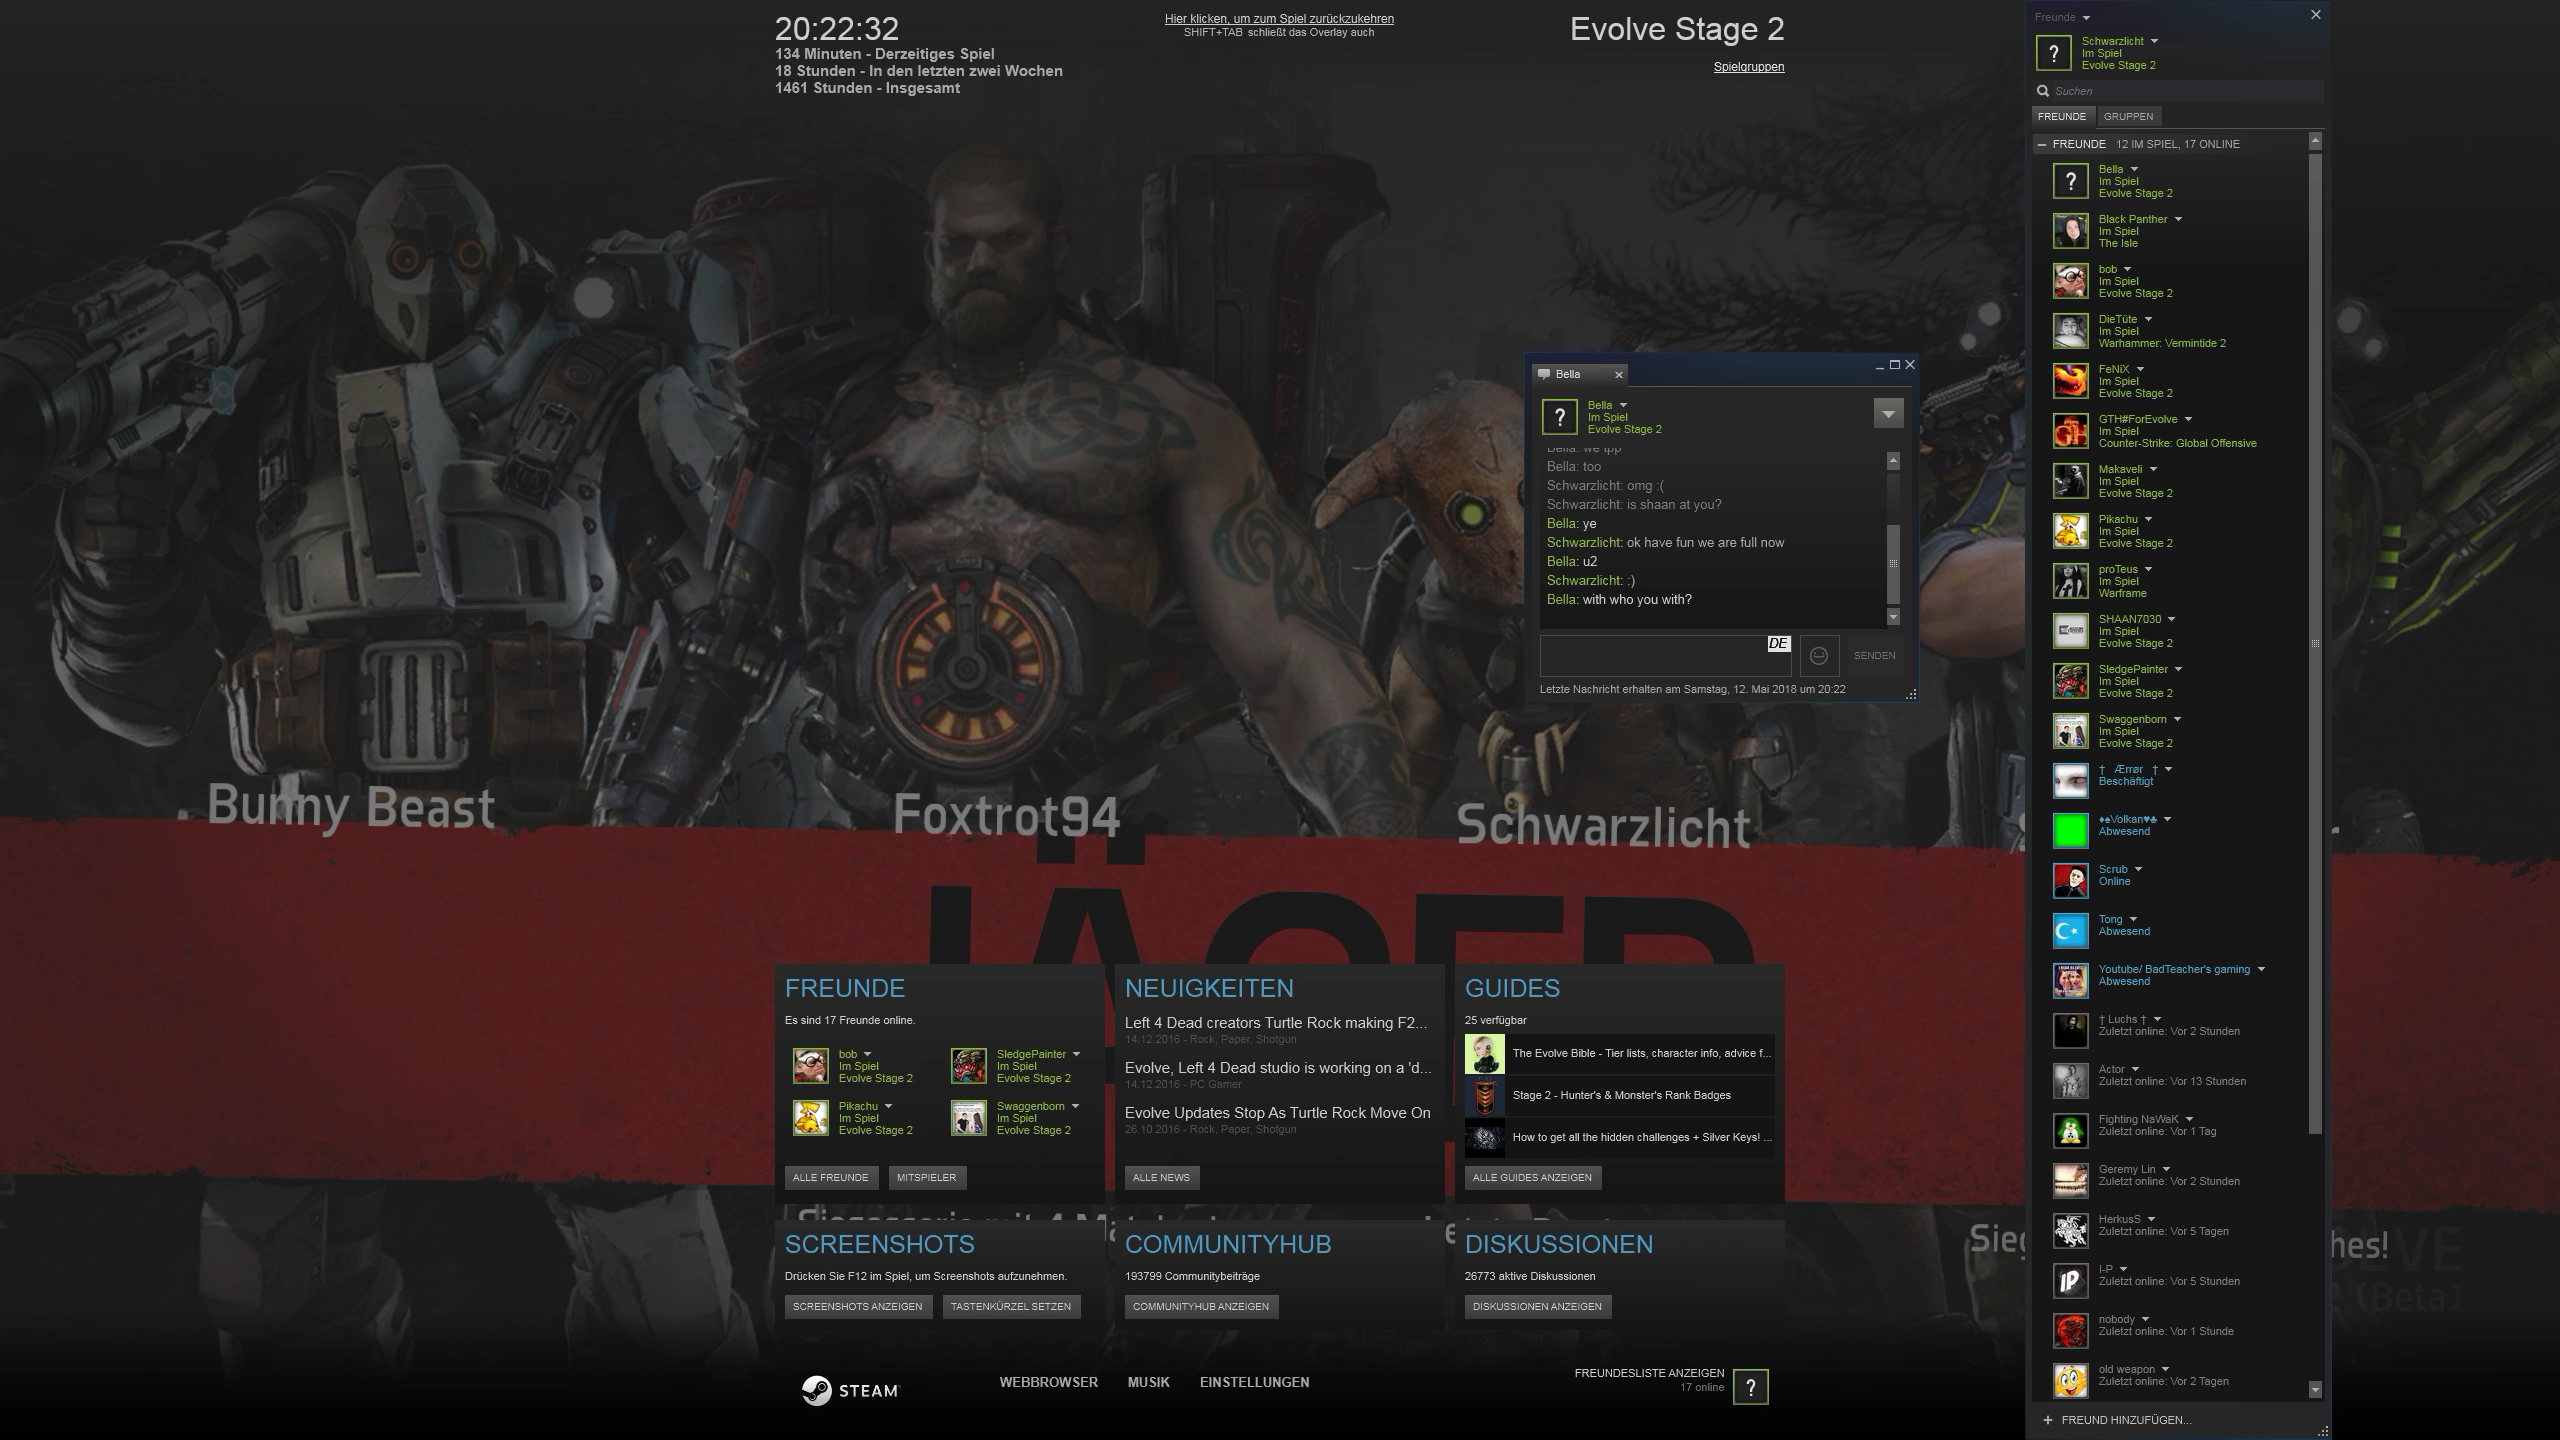 20:22:32
134 Minuten - Derzeitiges Spiel
18 Stunden - In den letzten zwei Wochen
1461 Stunden - Insgesamt
Hier klicken, um zum Spiel zurückzukehren
SHIFT+TAB schließt das Overlay auch
Evolve Stage 2
Spielgruppen
Bella
Bella
Im Spiel
Evolve Stage 2
Bella: we tpp
Bella: too
Schwarzlicht: omg :(
Schwarzlicht: is shaan at you?
Bella: ye
Schwarzlicht: ok have fun we are full now
Bella: u2
Schwarzlicht: :)
Bella: with who you with?
DE
SENDEN
Letzte Nachricht erhalten am Samstag, 12. Mai 2018 um 20:22
Bunny Beast
Foxtrot94
Schwarzlicht
JÄGER
FREUNDE
Es sind 17 Freunde online.
bob
Im Spiel
Evolve Stage 2
SledgePainter
Im Spiel
Evolve Stage 2
Pikachu
Im Spiel
Evolve Stage 2
Swaggenborn
Im Spiel
Evolve Stage 2
ALLE FREUNDE
MITSPIELER
NEUIGKEITEN
Left 4 Dead creators Turtle Rock making F2...
14.12.2016 - Rock, Paper, Shotgun
Evolve, Left 4 Dead studio is working on a 'd...
14.12.2016 - PC Gamer
Evolve Updates Stop As Turtle Rock Move On
26.10.2016 - Rock, Paper, Shotgun
ALLE NEWS
GUIDES
25 verfügbar
The Evolve Bible - Tier lists, character info, advice f...
Stage 2 - Hunter's & Monster's Rank Badges
How to get all the hidden challenges + Silver Keys! ...
ALLE GUIDES ANZEIGEN
SCREENSHOTS
Drücken Sie F12 im Spiel, um Screenshots aufzunehmen.
SCREENSHOTS ANZEIGEN
TASTENKÜRZEL SETZEN
COMMUNITYHUB
193799 Communitybeiträge
COMMUNITYHUB ANZEIGEN
DISKUSSIONEN
26773 aktive Diskussionen
DISKUSSIONEN ANZEIGEN
STEAM
WEBBROWSER
MUSIK
EINSTELLUNGEN
FREUNDESLISTE ANZEIGEN
17 online
?
Freunde
Schwarzlicht
Im Spiel
Evolve Stage 2
Suchen
FREUNDE
GRUPPEN
FREUNDE 12 IM SPIEL, 17 ONLINE
Bella
Im Spiel
Evolve Stage 2
Black Panther
Im Spiel
The Isle
bob
Im Spiel
Evolve Stage 2
DieTüte
Im Spiel
Warhammer: Vermintide 2
FeNiX
Im Spiel
Evolve Stage 2
GTH#ForEvolve
Im Spiel
Counter-Strike: Global Offensive
Makaveli
Im Spiel
Evolve Stage 2
Pikachu
Im Spiel
Evolve Stage 2
proTeus
Im Spiel
Warframe
SHAAN7030
Im Spiel
Evolve Stage 2
SledgePainter
Im Spiel
Evolve Stage 2
Swaggenborn
Im Spiel
Evolve Stage 2
† Ærrør †
Beschäftigt
♦♠Volkan♥♣
Abwesend
Scrub
Online
Tong
Abwesend
Youtube/ BadTeacher's gaming
Abwesend
† Luchs †
Zuletzt online: Vor 2 Stunden
Actor
Zuletzt online: Vor 13 Stunden
Fighting NaWaK
Zuletzt online: Vor 1 Tag
Geremy Lin
Zuletzt online: Vor 2 Stunden
HerkusS
Zuletzt online: Vor 5 Tagen
I-P
Zuletzt online: Vor 5 Stunden
nobody
Zuletzt online: Vor 1 Stunde
old weapon
Zuletzt online: Vor 2 Tagen
+ FREUND HINZUFÜGEN...
(Beta)